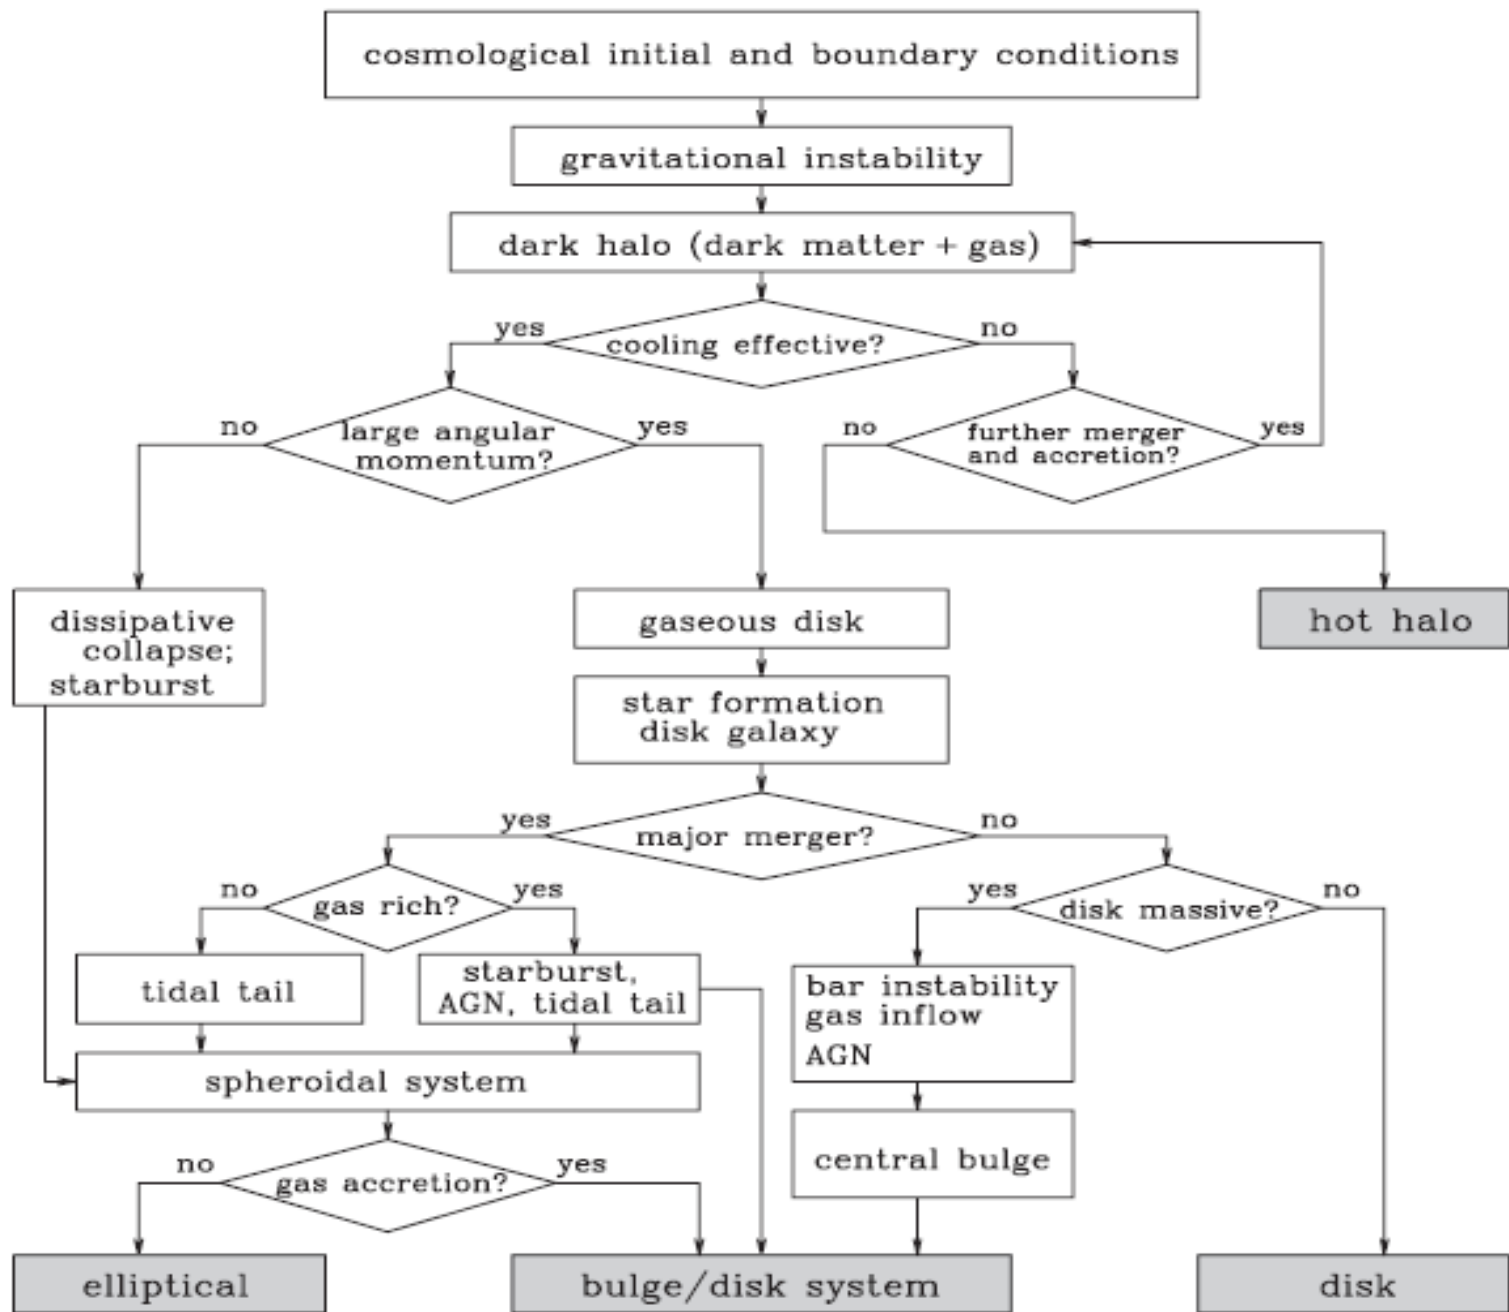 cosmological initial and boundary conditions
gravitational instability
dark halo (dark matter + gas)
yes
no
cooling effective?
no
large angular
momentum?
yes
no
further merger
and accretion?
yes
dissipative
collapse;
starburst
gaseous disk
hot halo
star formation
disk galaxy
yes
major merger?
no
no
gas rich?
yes
yes
disk massive?
no
tidal tail
starburst,
AGN, tidal tail
bar instability
gas inflow
AGN
spheroidal system
central bulge
no
gas accretion?
yes
elliptical
bulge/disk system
disk